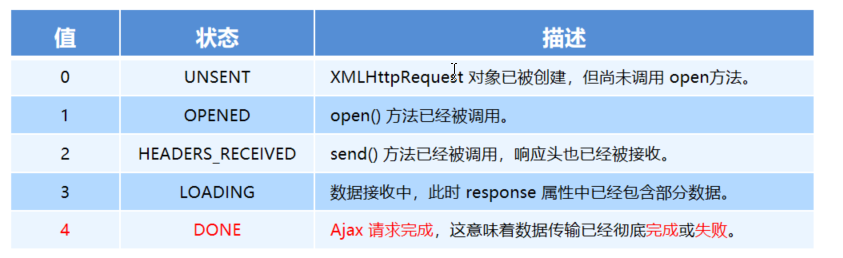 值 状态 描述
0 UNSENT XMLHttpRequest 对象已被创建，但尚未调用 open方法。
1 OPENED open() 方法已经被调用。
2 HEADERS_RECEIVED send() 方法已经被调用，响应头也已经被接收。
3 LOADING 数据接收中，此时 response 属性中已经包含部分数据。
4 DONE Ajax 请求完成，这意味着数据传输已经彻底完成或失败。